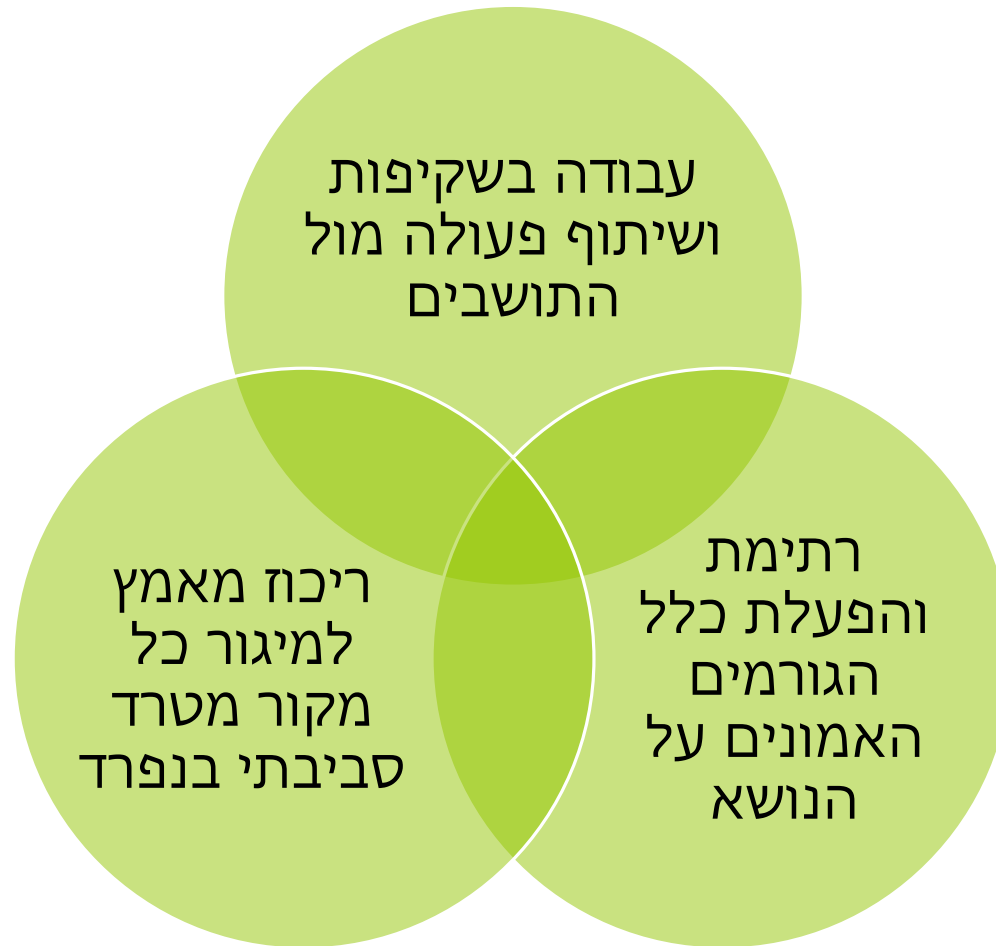 עבודה בשקיפות
ושיתוף פעולה מול
התושבים
רתימת
והפעלת כלל
הגורמים
האמונים על
הנושא
ריכוז מאמץ
למיגור כל
מקור מטרד
סביבתי בנפרד